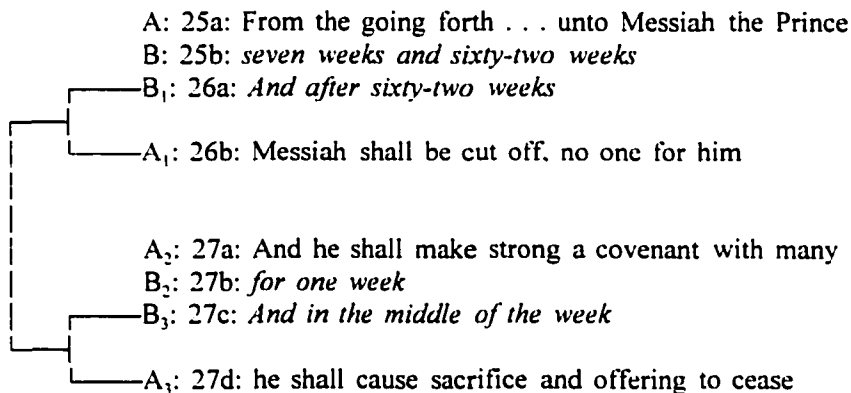 A: 25a: From the going forth . . . unto Messiah the Prince
B: 25b: seven weeks and sixty-two weeks
B₁: 26a: And after sixty-two weeks
A₁: 26b: Messiah shall be cut off, no one for him
A₂: 27a: And he shall make strong a covenant with many
B₂: 27b: for one week
B₃: 27c: And in the middle of the week
A₃: 27d: he shall cause sacrifice and offering to cease